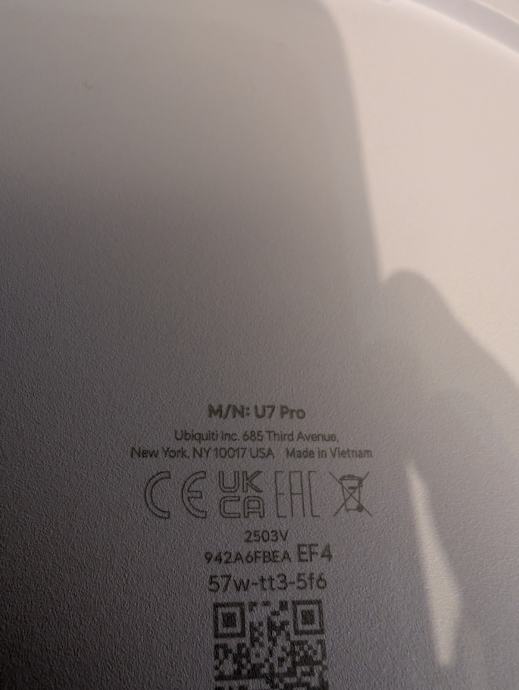 M/N: U7 Pro
Ubiquiti Inc. 685 Third Avenue,
New York, NY 10017 USA Made in Vietnam
CE UK CA EAC
2503V
942A6FBEA EF4
57w-tt3-5f6